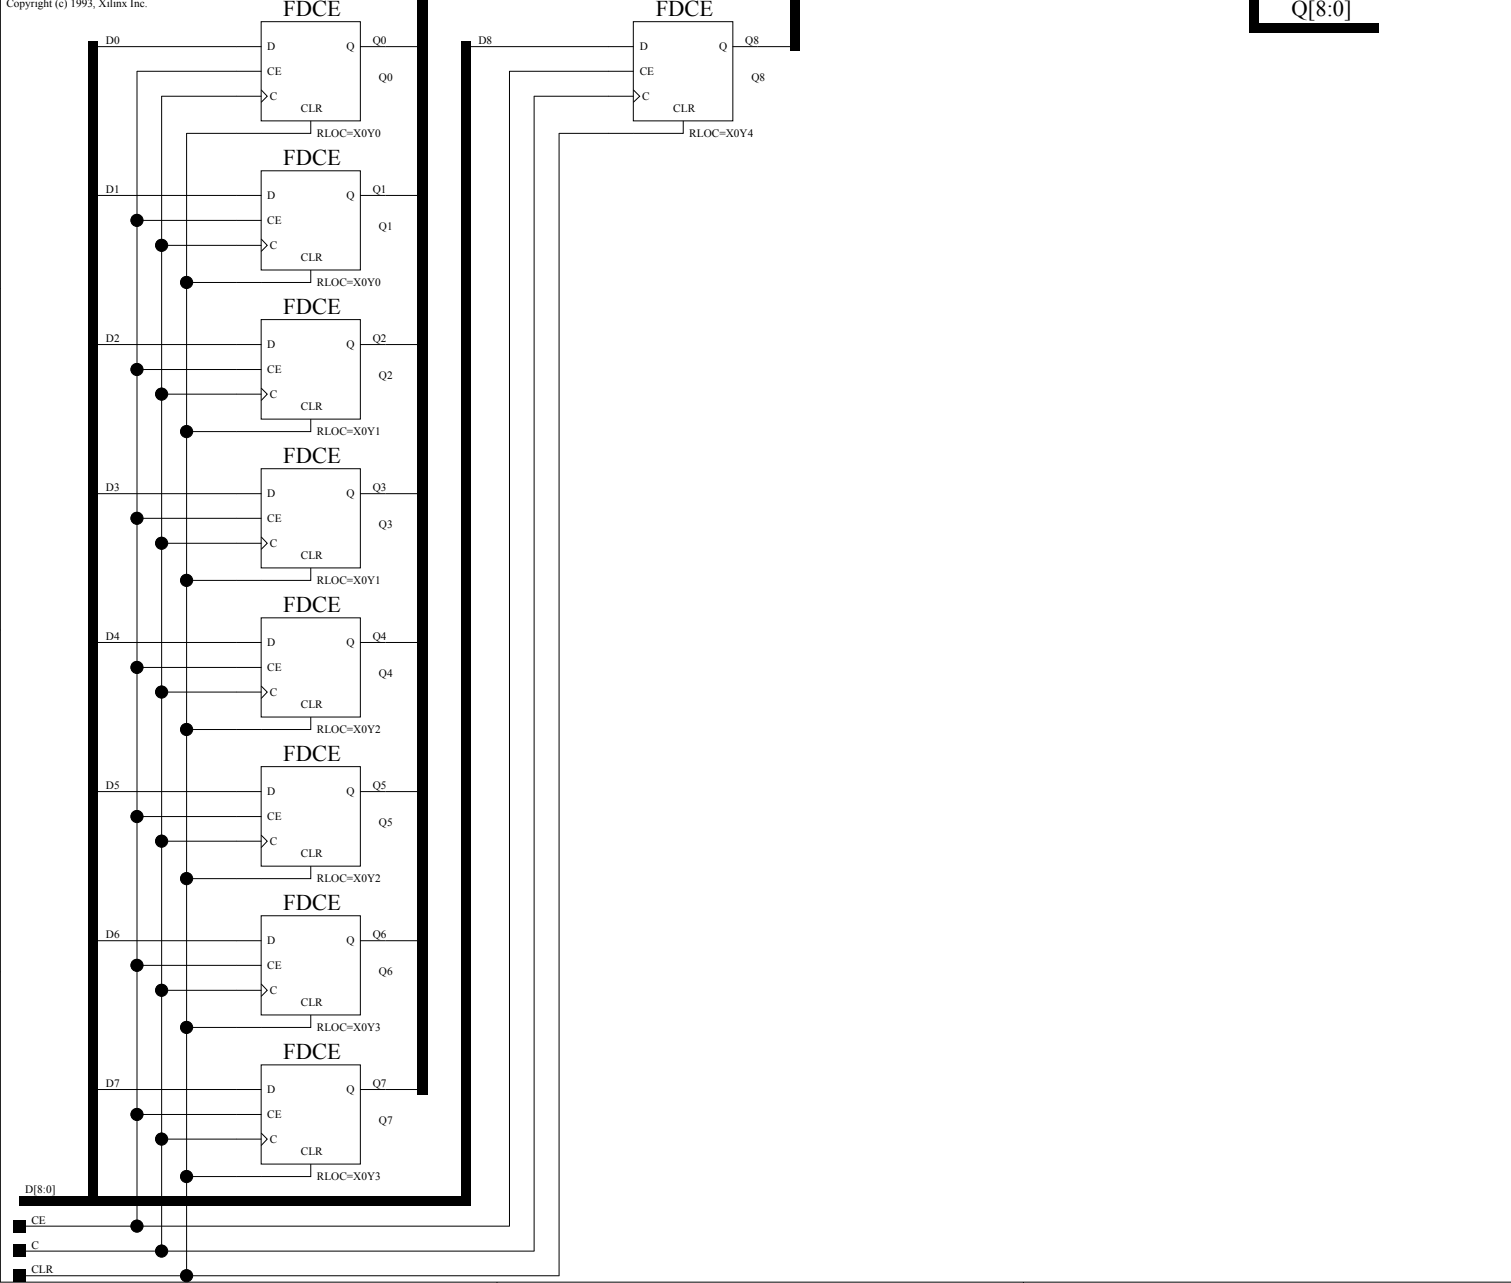 Copyright (c) 1993, Xilinx Inc.
FDCE
D0
D
Q
Q0
CE
Q0
C
CLR
RLOC=X0Y0
FDCE
D1
D
Q
Q1
CE
Q1
C
CLR
RLOC=X0Y0
FDCE
D2
D
Q
Q2
CE
Q2
C
CLR
RLOC=X0Y1
FDCE
D3
D
Q
Q3
CE
Q3
C
CLR
RLOC=X0Y1
FDCE
D4
D
Q
Q4
CE
Q4
C
CLR
RLOC=X0Y2
FDCE
D5
D
Q
Q5
CE
Q5
C
CLR
RLOC=X0Y2
FDCE
D6
D
Q
Q6
CE
Q6
C
CLR
RLOC=X0Y3
FDCE
D7
D
Q
Q7
CE
Q7
C
CLR
RLOC=X0Y3
D[8:0]
CE
C
CLR
FDCE
D8
D
Q
Q8
CE
Q8
C
CLR
RLOC=X0Y4
Q[8:0]